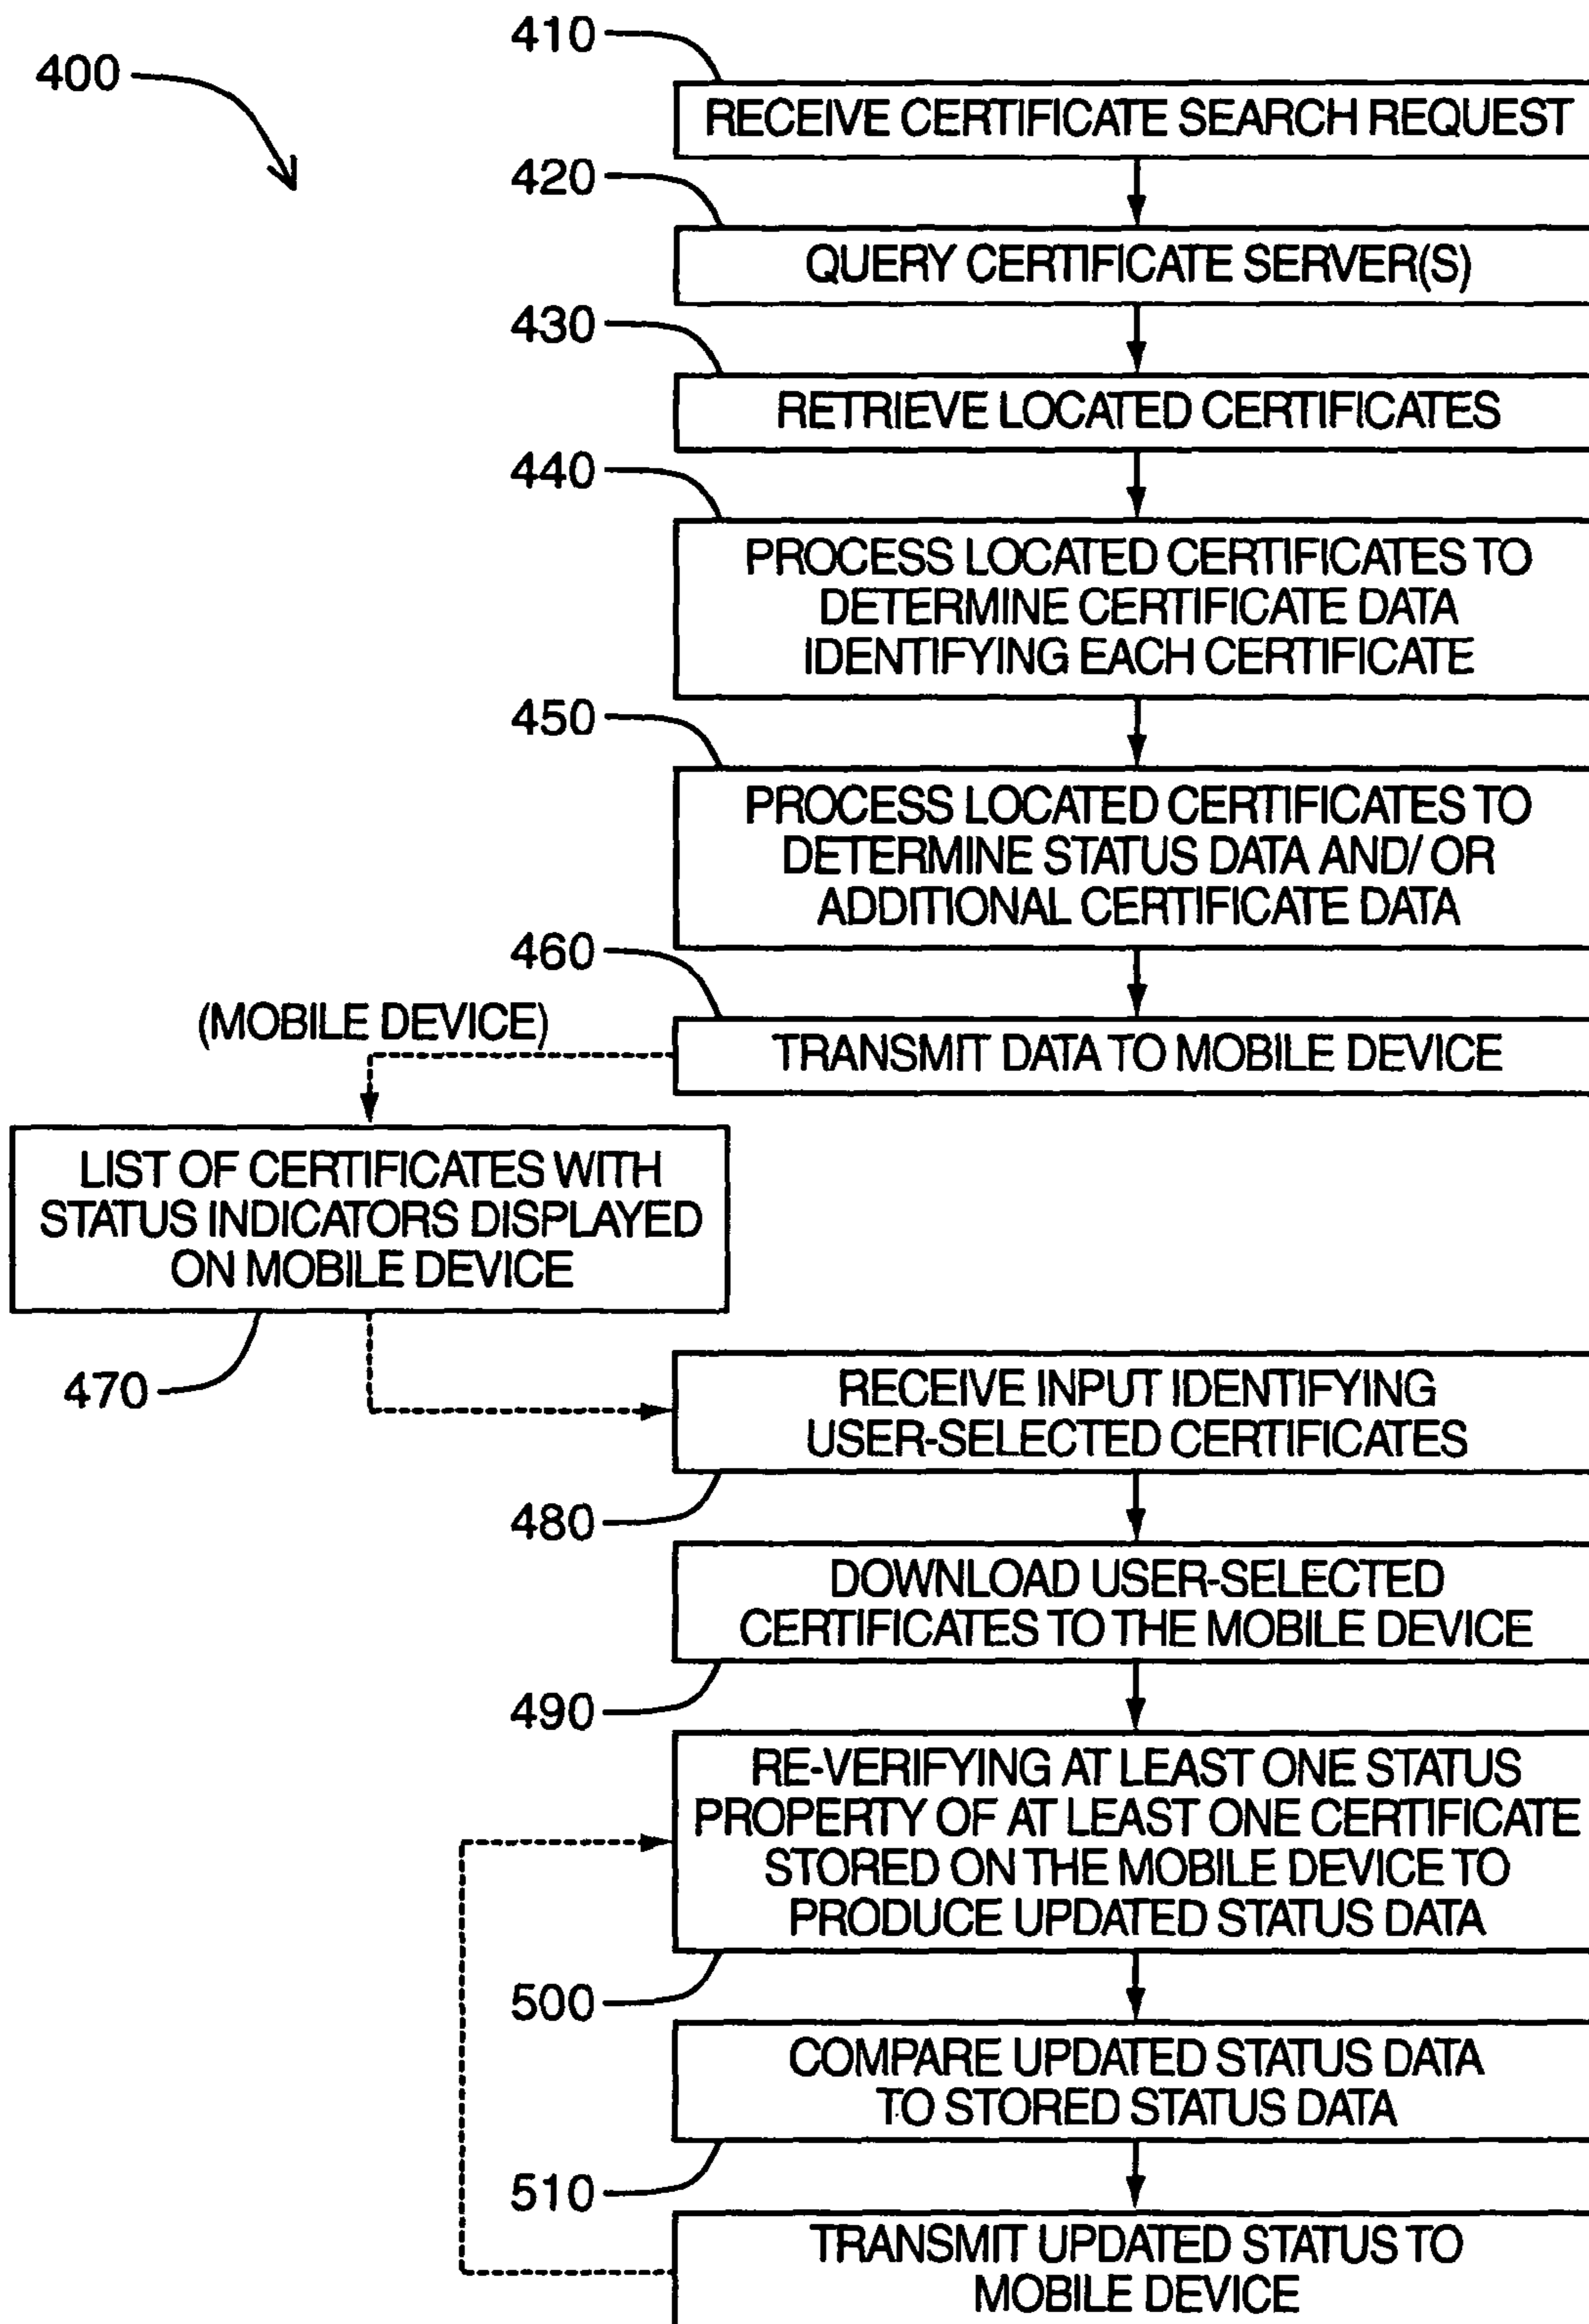 400
410
RECEIVE CERTIFICATE SEARCH REQUEST
420
QUERY CERTIFICATE SERVER(S)
430
RETRIEVE LOCATED CERTIFICATES
440
PROCESS LOCATED CERTIFICATES TO
DETERMINE CERTIFICATE DATA
IDENTIFYING EACH CERTIFICATE
450
PROCESS LOCATED CERTIFICATES TO
DETERMINE STATUS DATA AND/ OR
ADDITIONAL CERTIFICATE DATA
460
TRANSMIT DATA TO MOBILE DEVICE
(MOBILE DEVICE)
LIST OF CERTIFICATES WITH
STATUS INDICATORS DISPLAYED
ON MOBILE DEVICE
470
RECEIVE INPUT IDENTIFYING
USER-SELECTED CERTIFICATES
480
DOWNLOAD USER-SELECTED
CERTIFICATES TO THE MOBILE DEVICE
490
RE-VERIFYING AT LEAST ONE STATUS
PROPERTY OF AT LEAST ONE CERTIFICATE
STORED ON THE MOBILE DEVICE TO
PRODUCE UPDATED STATUS DATA
500
COMPARE UPDATED STATUS DATA
TO STORED STATUS DATA
510
TRANSMIT UPDATED STATUS TO
MOBILE DEVICE